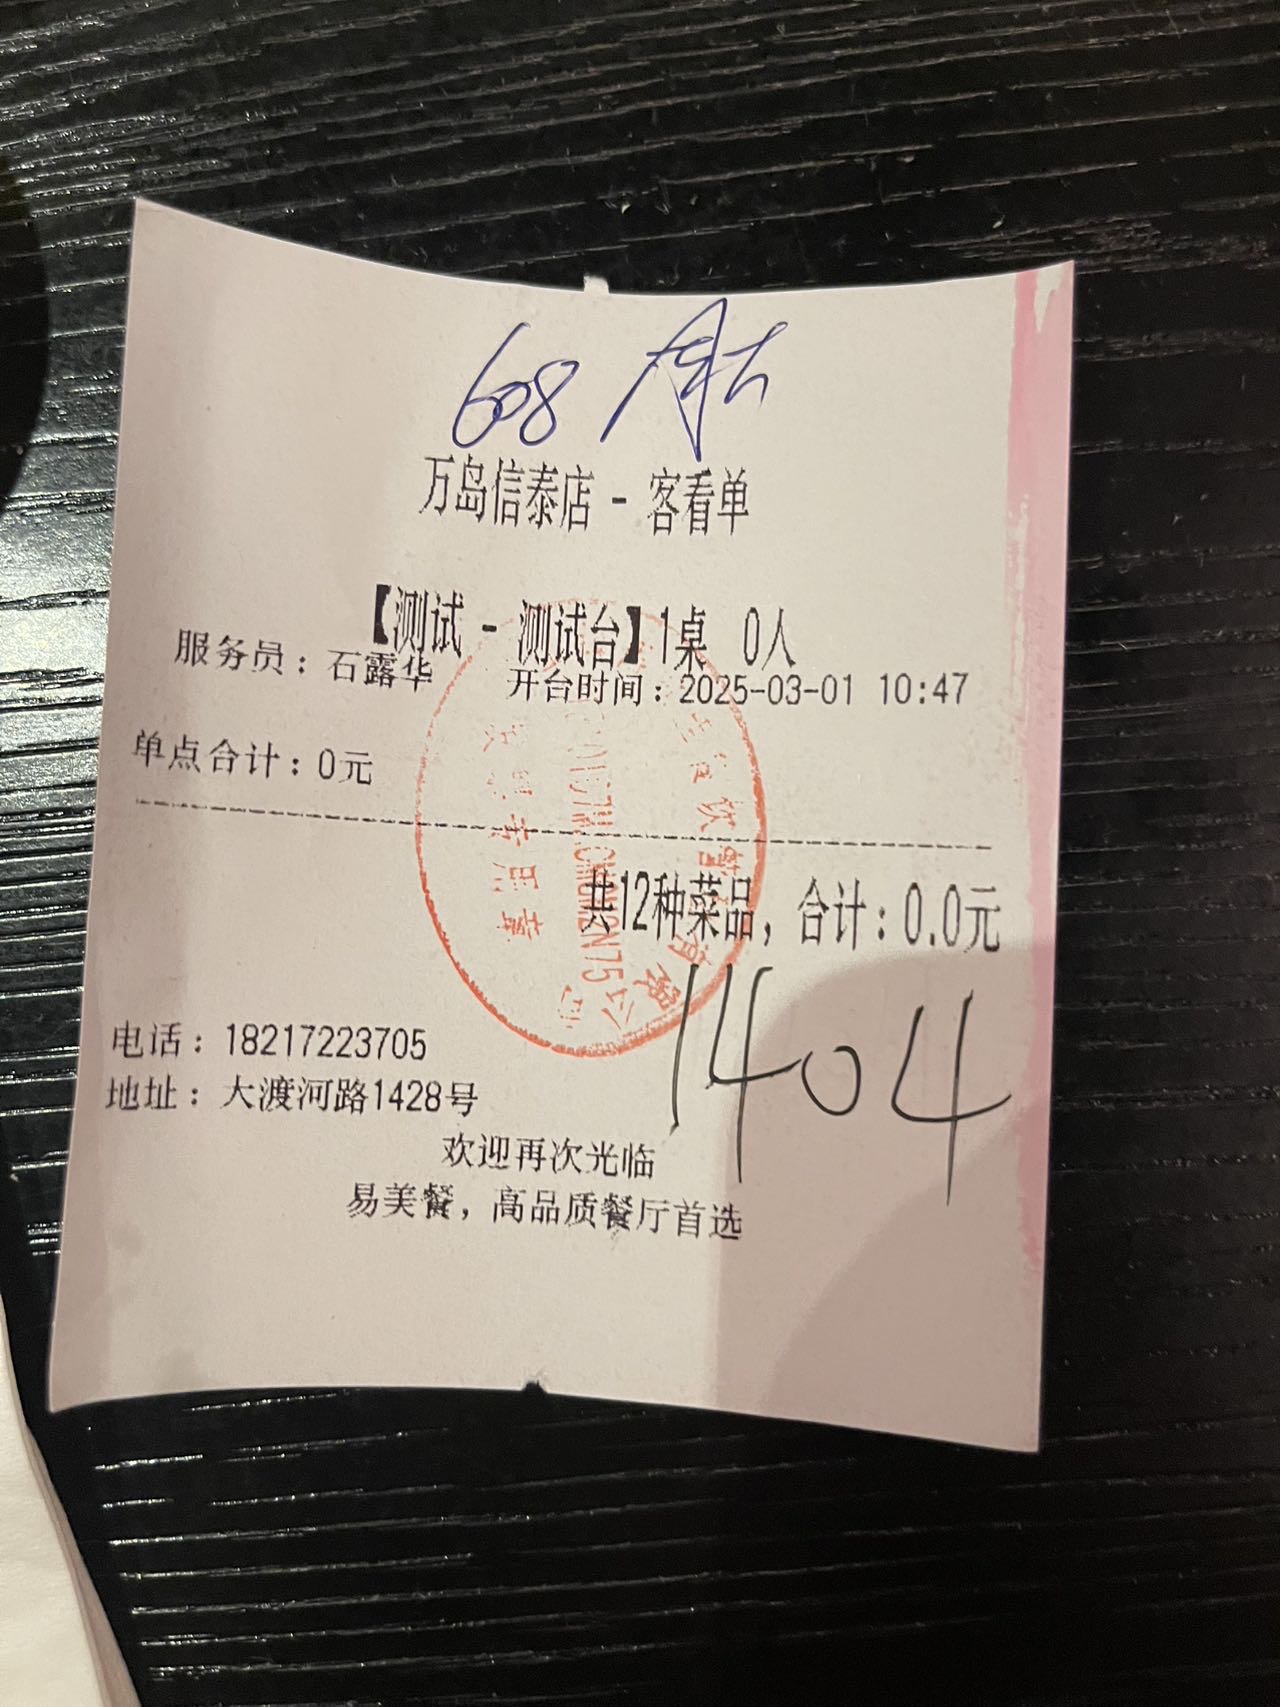 608
万岛信泰店 - 客看单
【测试 - 测试台】1桌 0人
服务员：石露华 开台时间：2025-03-01 10:47
单点合计：0元
共12种菜品，合计：0.0元
1404
电话：18217223705
地址：大渡河路1428号
欢迎再次光临
易美餐，高品质餐厅首选